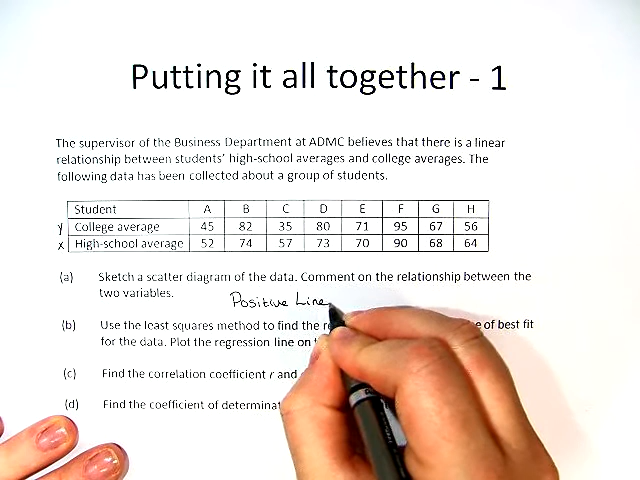 Putting it all together - 1
The supervisor of the Business Department at ADMC believes that there is a linear
relationship between students' high-school averages and college averages. The
following data has been collected about a group of students.
Student A B C D E F G H
y College average 45 82 35 80 71 95 67 56
x High-school average 52 74 57 73 70 90 68 64
(a) Sketch a scatter diagram of the data. Comment on the relationship between the
two variables.
Positive Line
(b) Use the least squares method to find the of best fit
for the data. Plot the regression line on
(c) Find the correlation coefficient r and
(d) Find the coefficient of